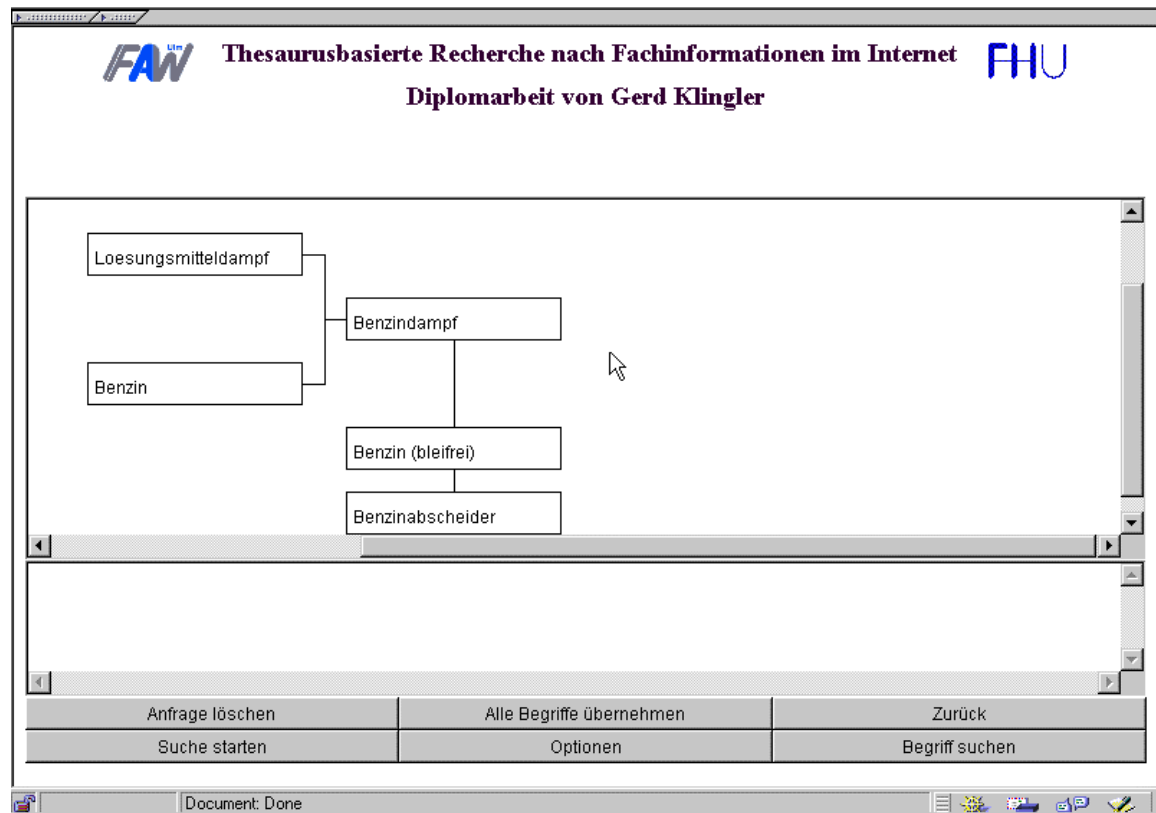 FAW Ulm
Thesaurusbasierte Recherche nach Fachinformationen im Internet
FHU
Diplomarbeit von Gerd Klingler
Loesungsmitteldampf
Benzindampf
Benzin
Benzin (bleifrei)
Benzinabscheider
Anfrage löschen
Alle Begriffe übernehmen
Zurück
Suche starten
Optionen
Begriff suchen
Document: Done